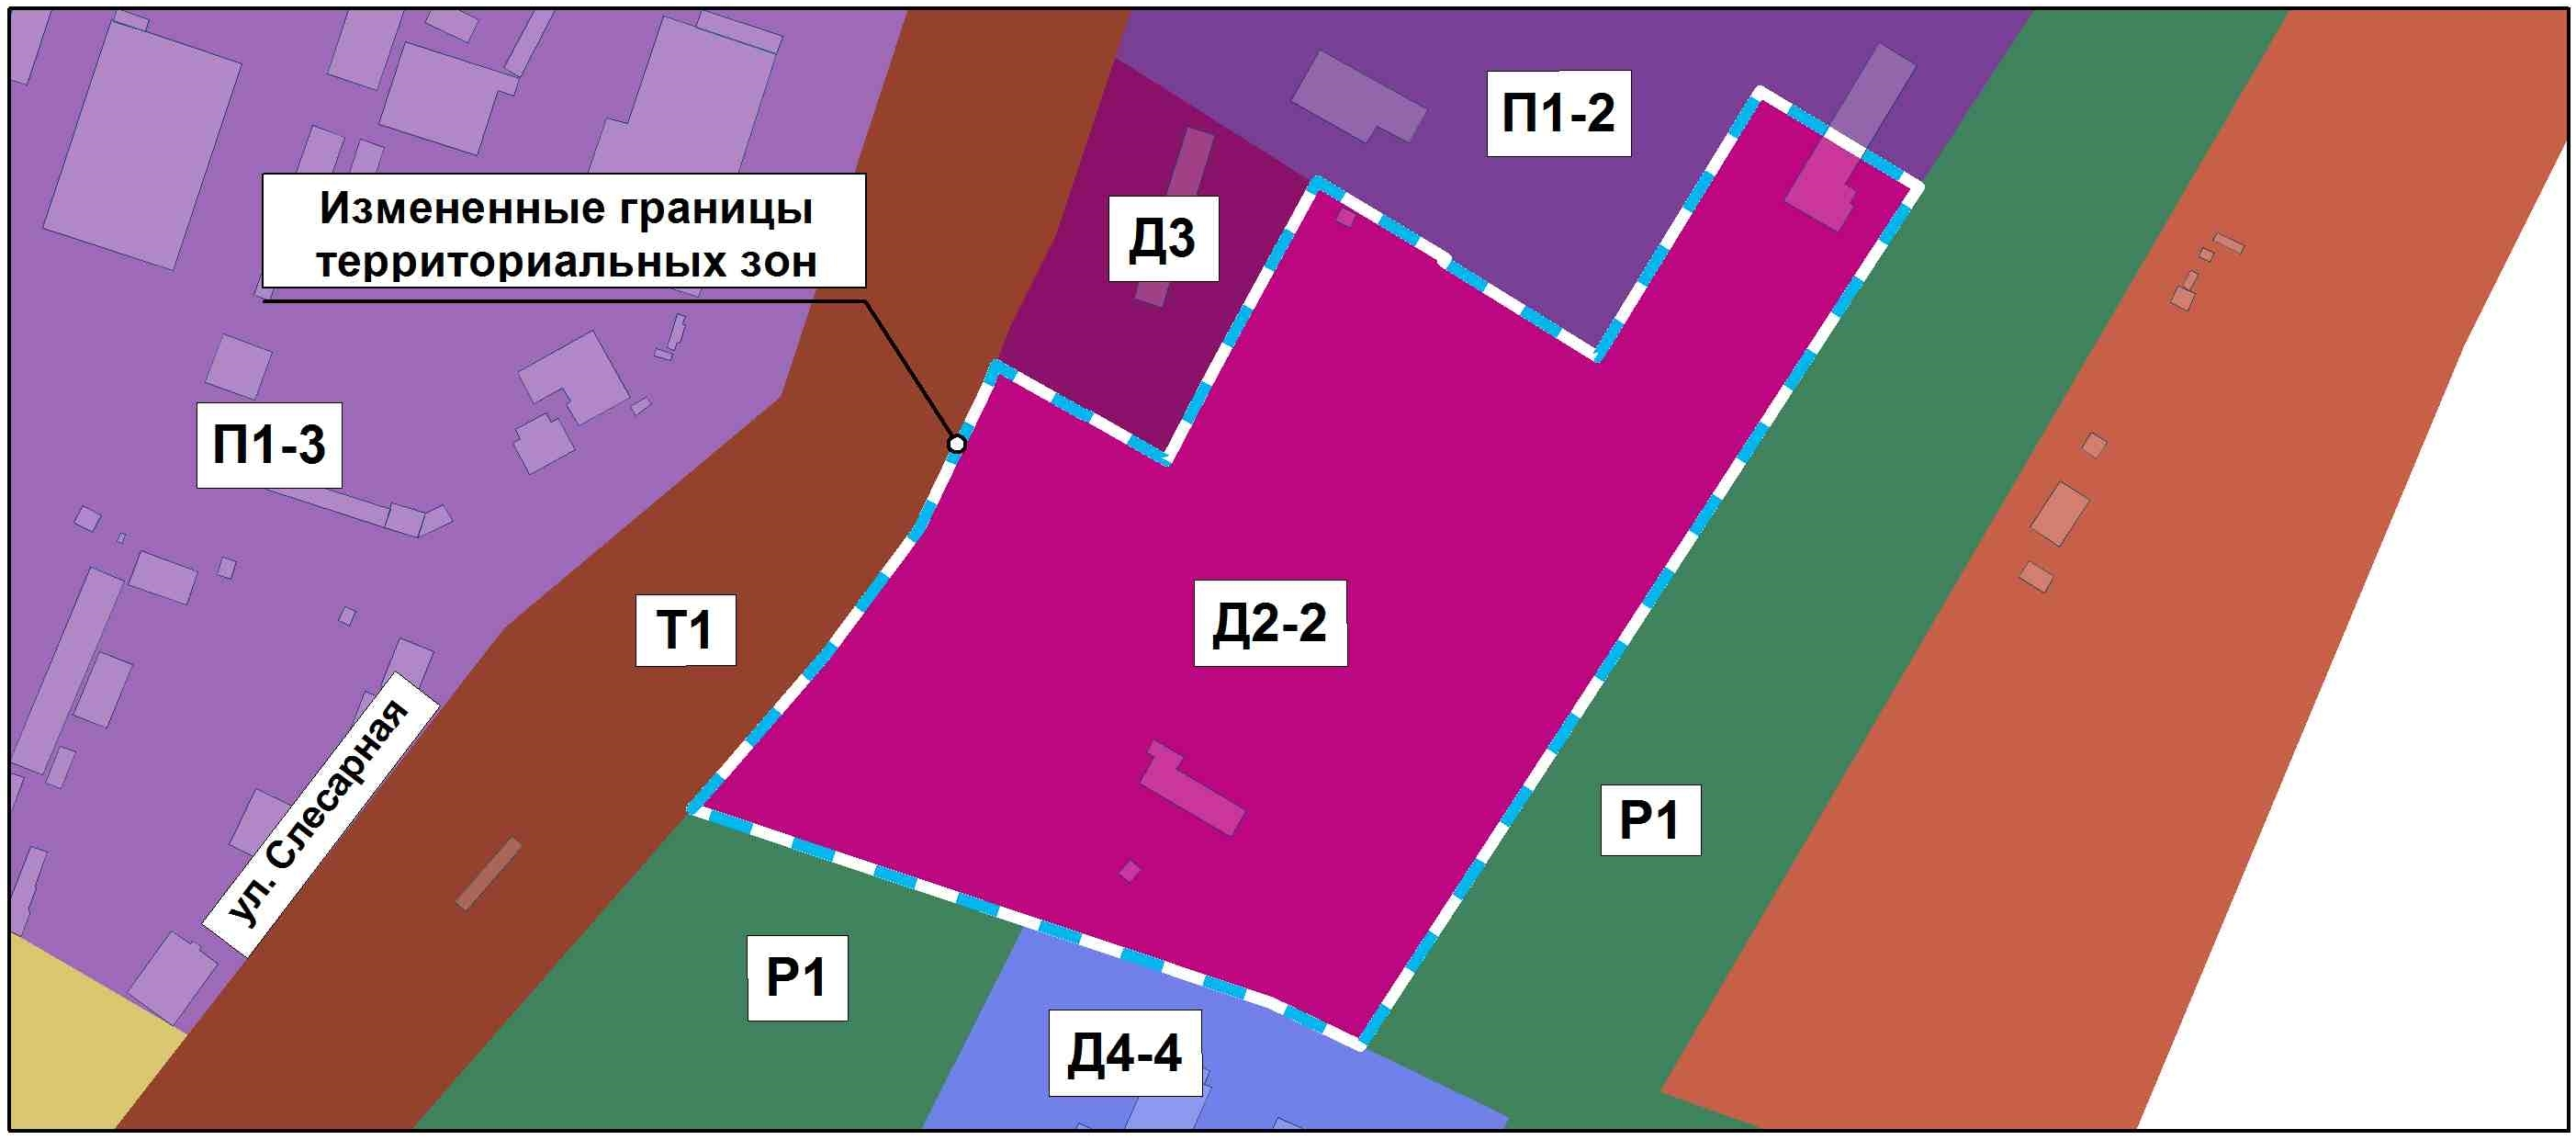 П1-2
Измененные границы
территориальных зон
Д3
П1-3
Т1
Д2-2
ул. Слесарная
Р1
Р1
Д4-4